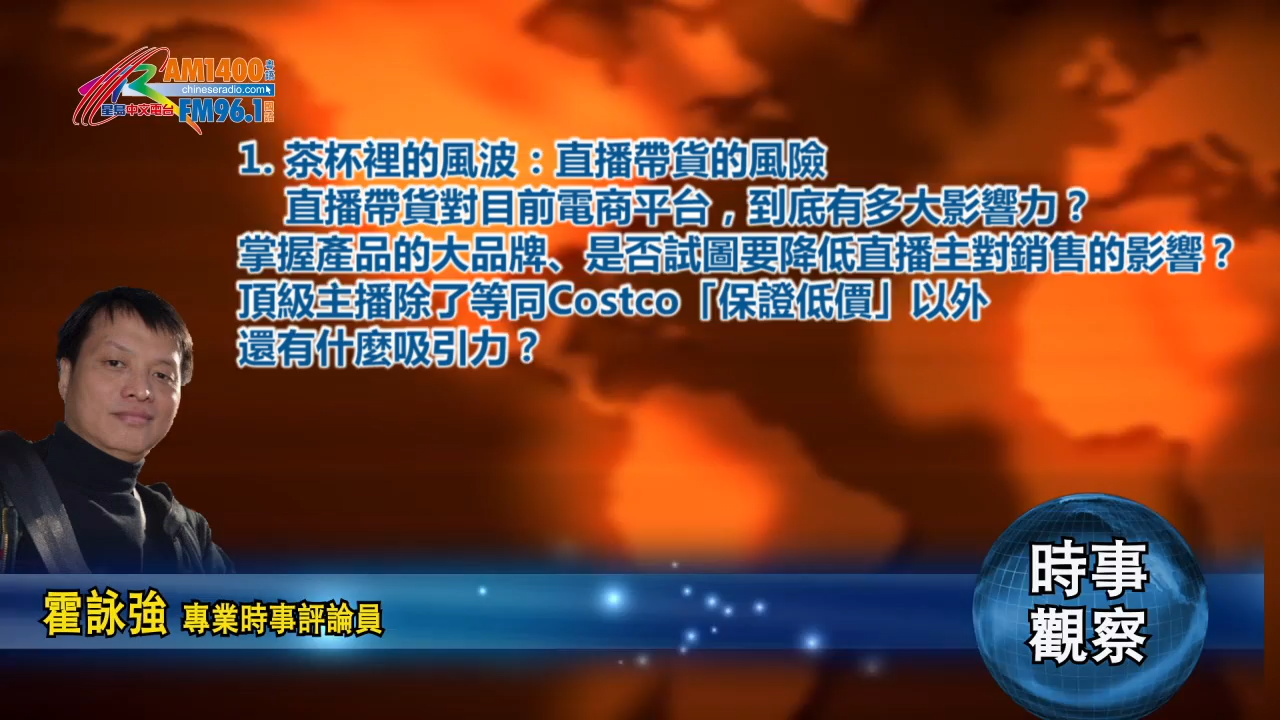 AM1400 粵語
chineseradio.com
星島中文電台 FM96.1 國語
1. 茶杯裡的風波：直播帶貨的風險
直播帶貨對目前電商平台，到底有多大影響力？
掌握產品的大品牌、是否試圖要降低直播主對銷售的影響？
頂級主播除了等同Costco「保證低價」以外
還有什麼吸引力？
霍詠強 專業時事評論員
時事
觀察